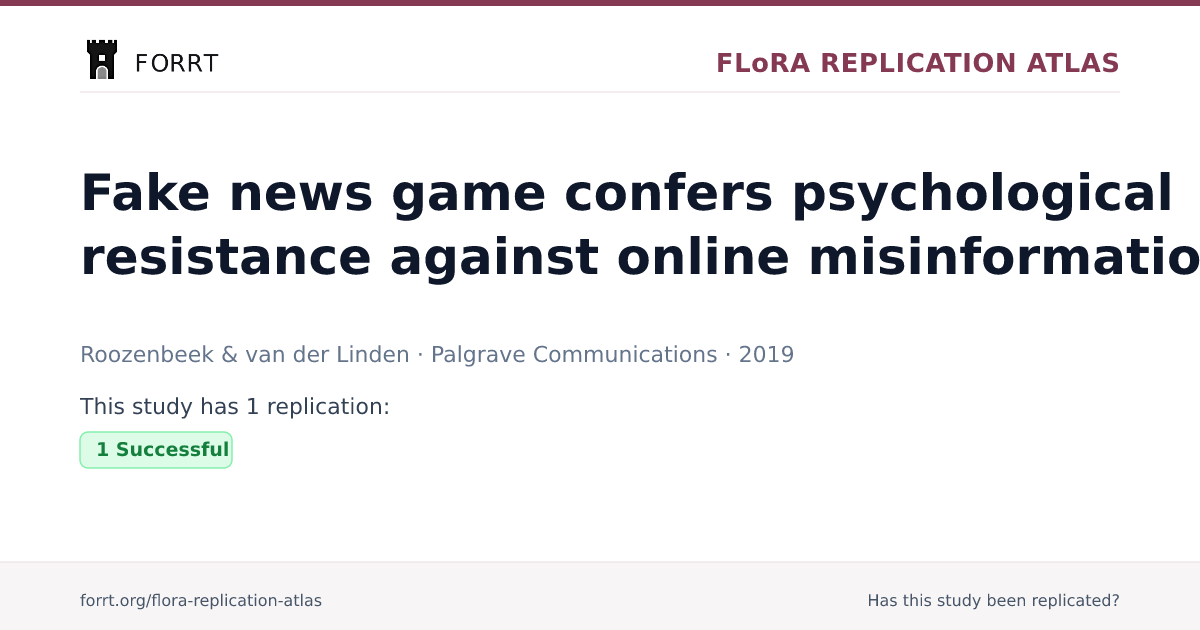 FORRT
FLoRA REPLICATION ATLAS
Fake news game confers psychological
resistance against online misinformatio
Roozenbeek & van der Linden · Palgrave Communications · 2019
This study has 1 replication:
1 Successful
forrt.org/flora-replication-atlas
Has this study been replicated?